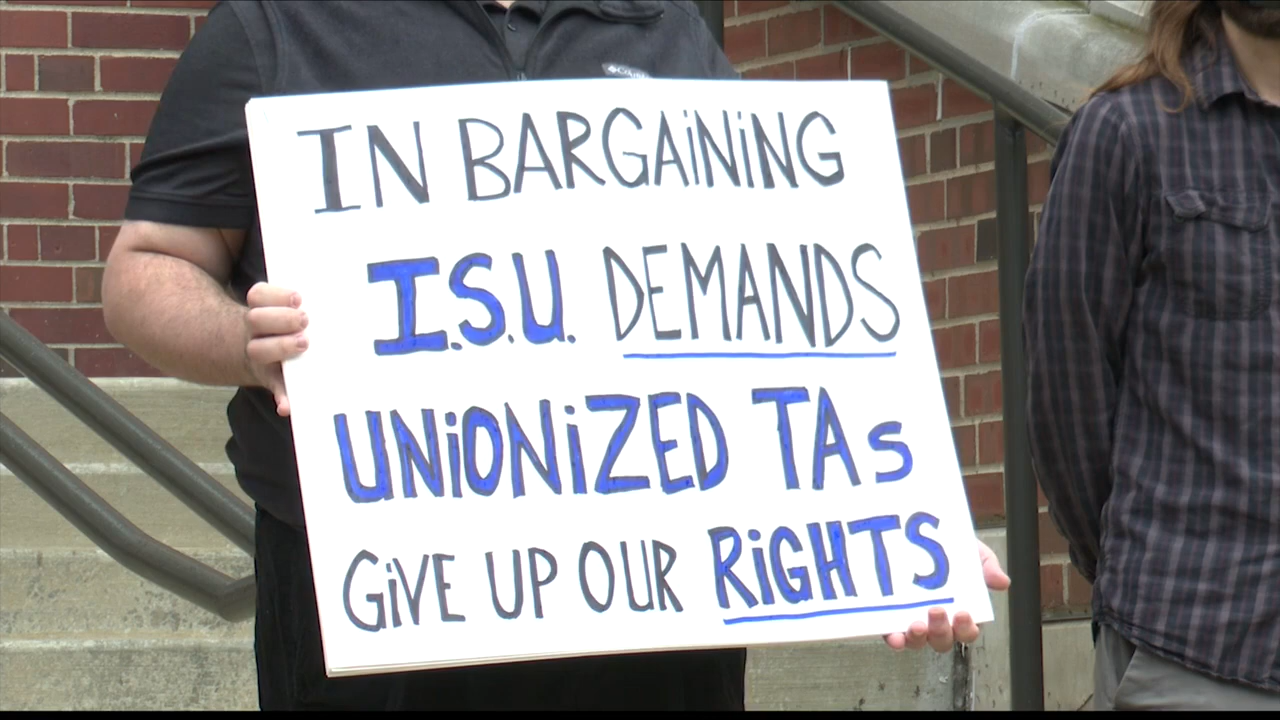 IN BARGAiNiNG
I.S.U. DEMANDS
UNiONiZED TAs
GiVE UP OUR RiGHTS